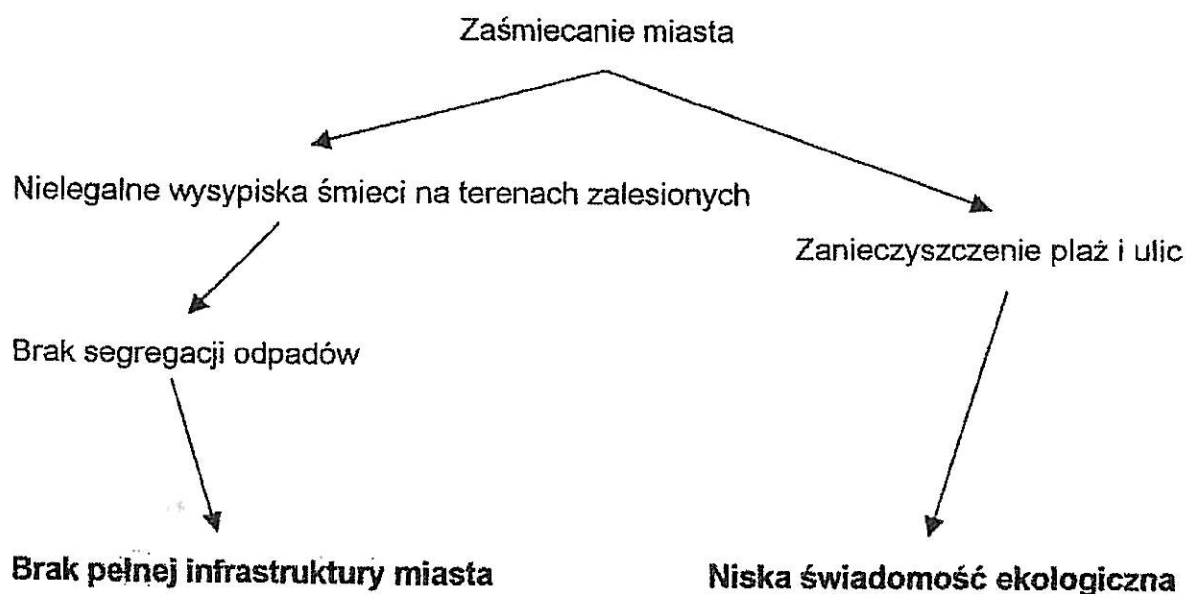 Zaśmiecanie miasta
Nielegalne wysypiska śmieci na terenach zalesionych
Zanieczyszczenie plaż i ulic
Brak segregacji odpadów
Brak pełnej infrastruktury miasta
Niska świadomość ekologiczna